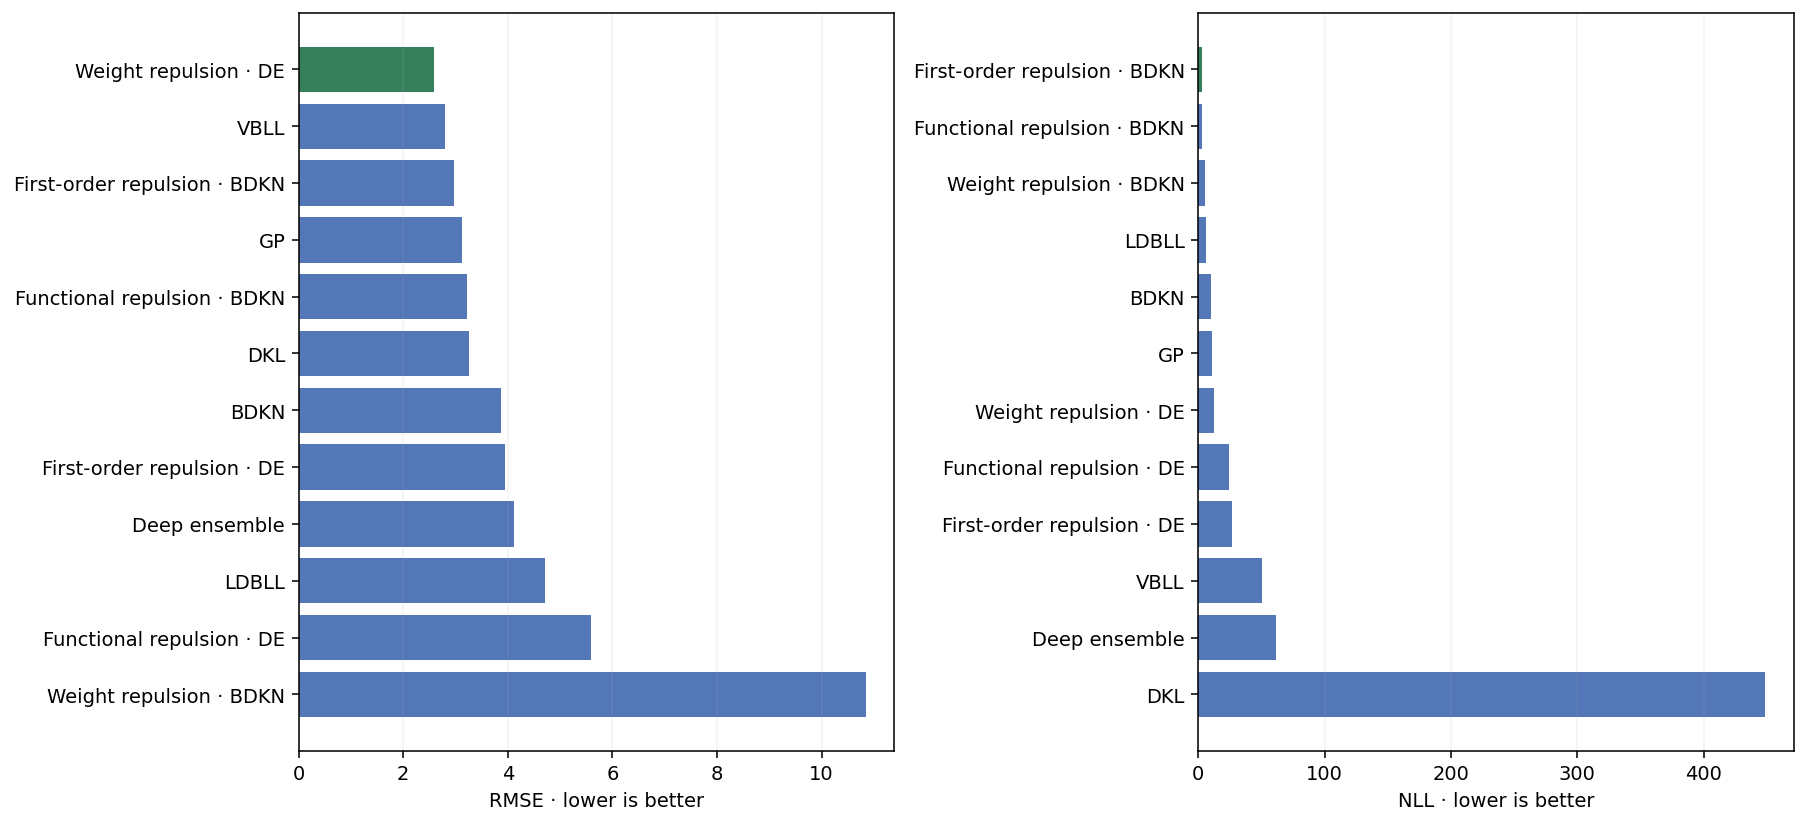 Weight repulsion · DE
VBLL
First-order repulsion · BDKN
GP
Functional repulsion · BDKN
DKL
BDKN
First-order repulsion · DE
Deep ensemble
LDBLL
Functional repulsion · DE
Weight repulsion · BDKN
0 2 4 6 8 10
RMSE · lower is better
First-order repulsion · BDKN
Functional repulsion · BDKN
Weight repulsion · BDKN
LDBLL
BDKN
GP
Weight repulsion · DE
Functional repulsion · DE
First-order repulsion · DE
VBLL
Deep ensemble
DKL
0 100 200 300 400
NLL · lower is better